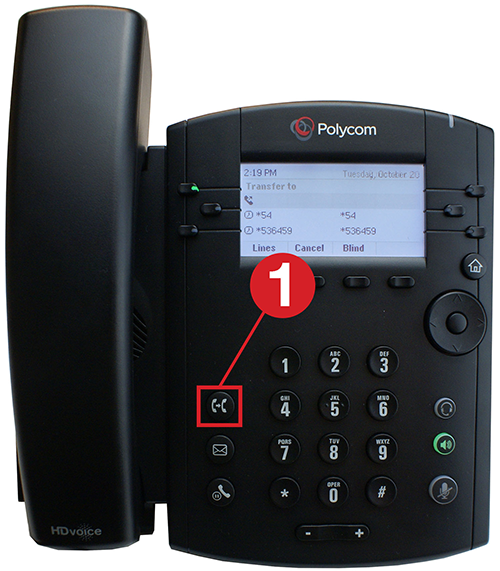 Polycom
2:19 PM Tuesday, October 20
Transfer to
*54 *54
*536459 *536459
Lines Cancel Blind
1
1 ABC 2 DEF 3
GHI 4 JKL 5 MNO 6
PQRS 7 TUV 8 WXYZ 9
* OPER 0 #
- +
HDvoice